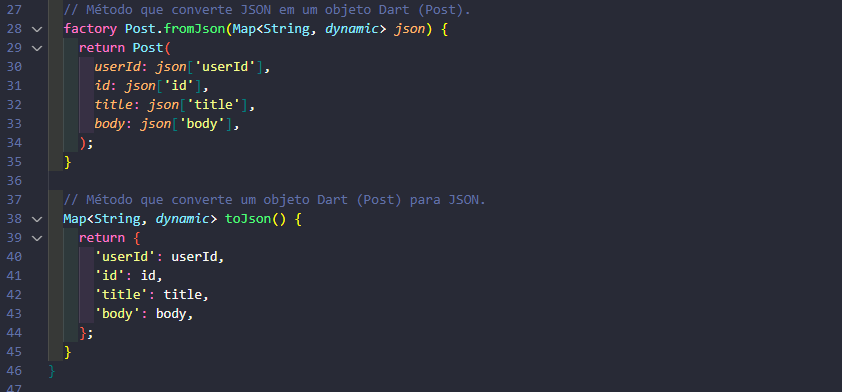 27 // Método que converte JSON em um objeto Dart (Post).
28 factory Post.fromJson(Map<String, dynamic> json) {
29 return Post(
30 userId: json['userId'],
31 id: json['id'],
32 title: json['title'],
33 body: json['body'],
34 );
35 }
36
37 // Método que converte um objeto Dart (Post) para JSON.
38 Map<String, dynamic> toJson() {
39 return {
40 'userId': userId,
41 'id': id,
42 'title': title,
43 'body': body,
44 };
45 }
46 }
47